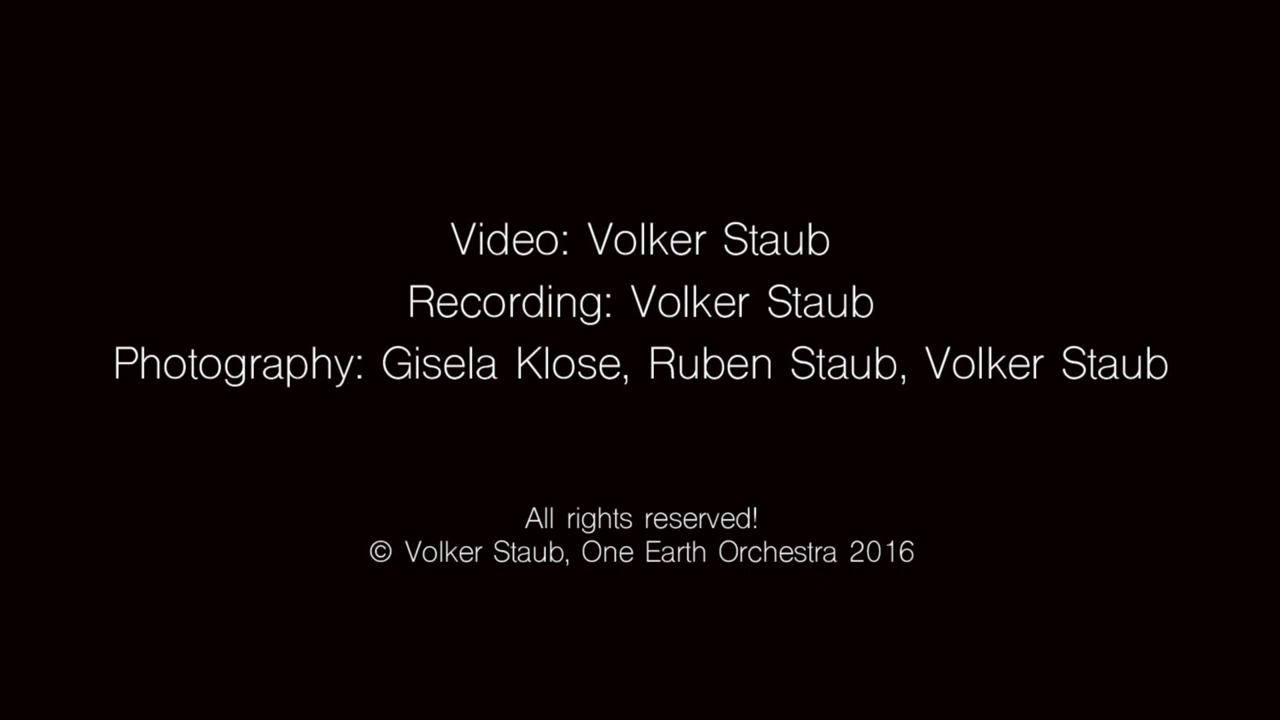 Video: Volker Staub
Recording: Volker Staub
Photography: Gisela Klose, Ruben Staub, Volker Staub
All rights reserved!
© Volker Staub, One Earth Orchestra 2016